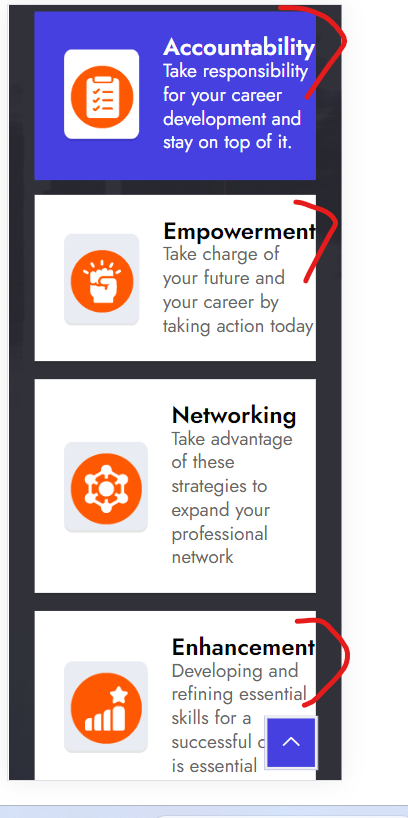 Accountability
Take responsibility
for your career
development and
stay on top of it.
Empowerment
Take charge of
your future and
your career by
taking action today
Networking
Take advantage
of these
strategies to
expand your
professional
network
Enhancement
Developing and
refining essential
skills for a
successful
is essential